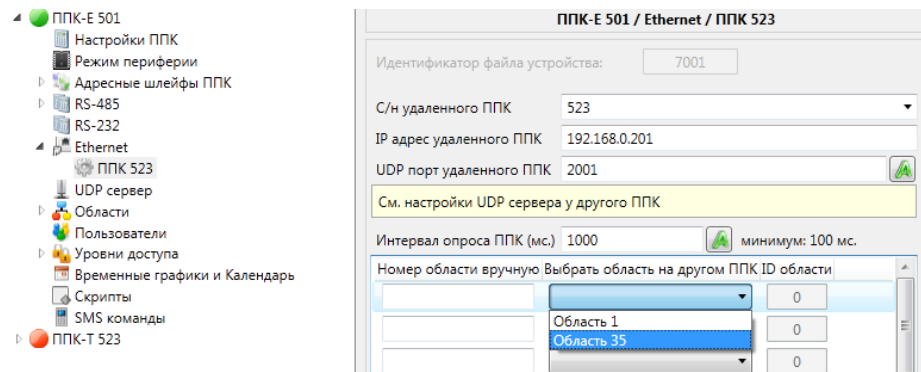 ППК-Е 501
Настройки ППК
Режим периферии
Адресные шлейфы ППК
RS-485
RS-232
Ethernet
ППК 523
UDP сервер
Области
Пользователи
Уровни доступа
Временные графики и Календарь
Скрипты
SMS команды
ППК-Т 523
ППК-Е 501 / Ethernet / ППК 523
Идентификатор файла устройства: 7001
С/н удаленного ППК 523
IP адрес удаленного ППК 192.168.0.201
UDP порт удаленного ППК 2001
См. настройки UDP сервера у другого ППК
Интервал опроса ППК (мс.) 1000 минимум: 100 мс.
Номер области вручную Выбрать область на другом ППК ID области
0
Область 1
Область 35
0
0